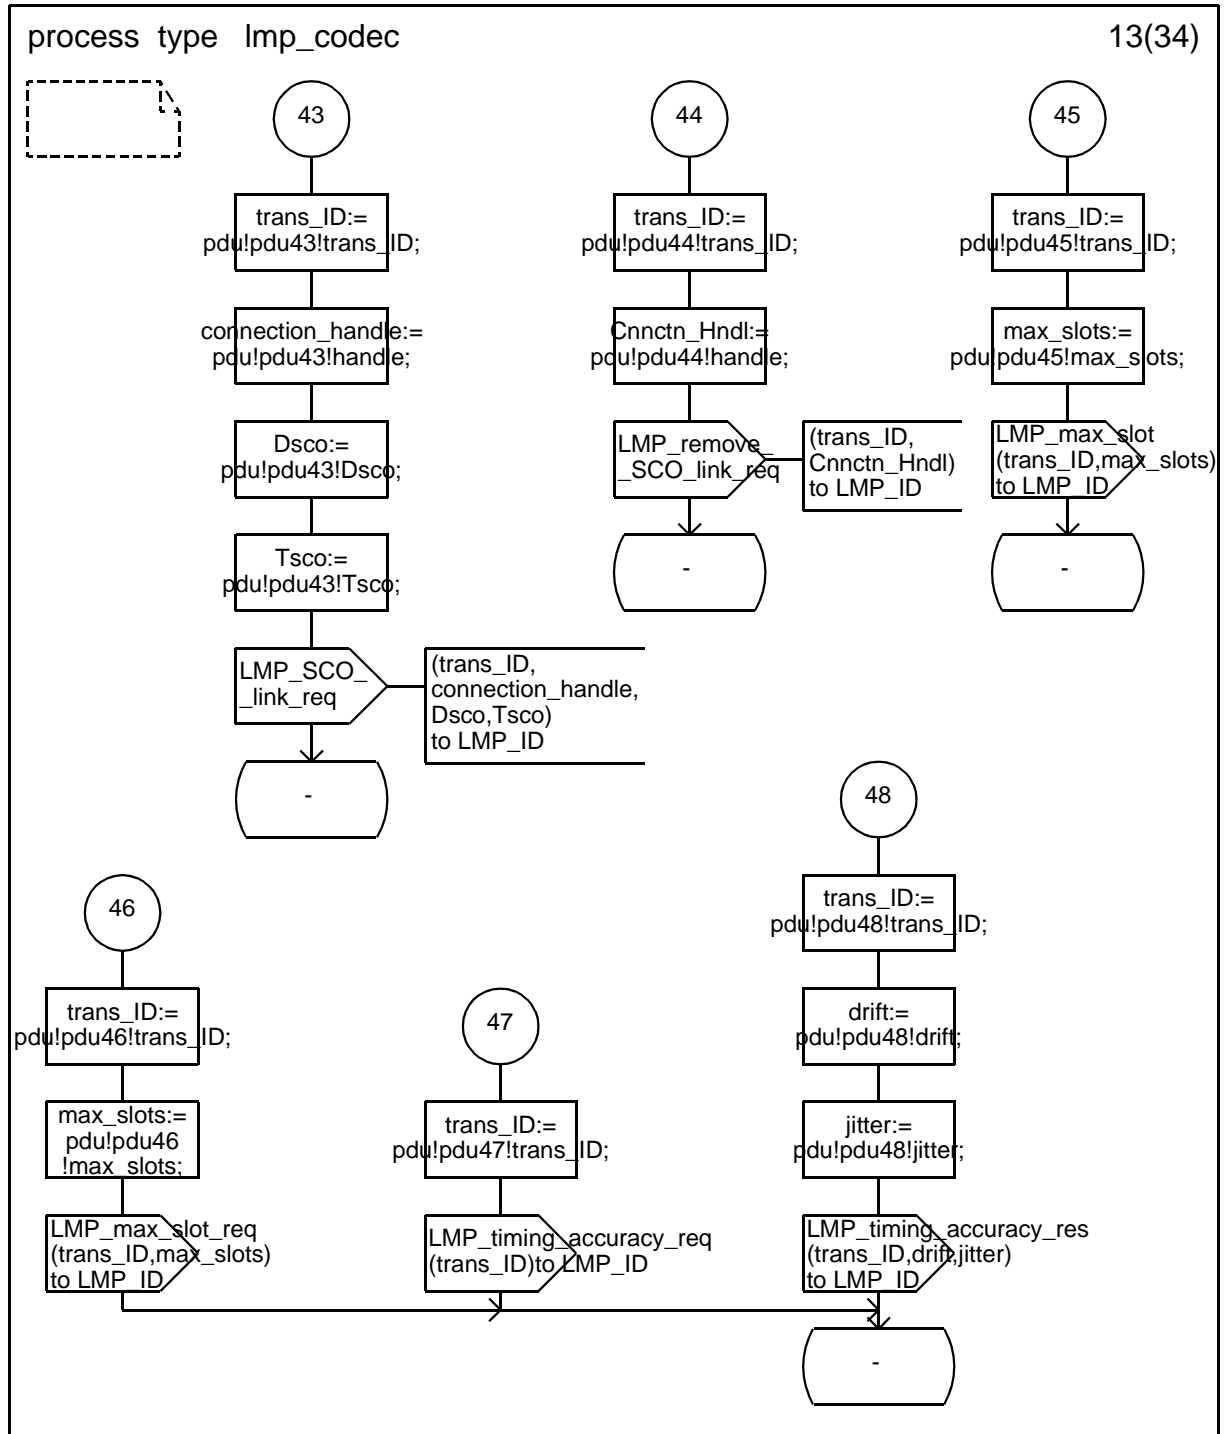 process type lmp_codec
13(34)
43
trans_ID:=
pdu!pdu43!trans_ID;
connection_handle:=
pdu!pdu43!handle;
Dsco:=
pdu!pdu43!Dsco;
Tsco:=
pdu!pdu43!Tsco;
LMP_SCO_
_link_req
(trans_ID,
connection_handle,
Dsco,Tsco)
to LMP_ID
-
44
trans_ID:=
pdu!pdu44!trans_ID;
Cnnctn_Hndl:=
pdu!pdu44!handle;
LMP_remove_
_SCO_link_req
(trans_ID,
Cnnctn_Hndl)
to LMP_ID
-
45
trans_ID:=
pdu!pdu45!trans_ID;
max_slots:=
pdu!pdu45!max_slots;
LMP_max_slot
(trans_ID,max_slots)
to LMP_ID
-
46
trans_ID:=
pdu!pdu46!trans_ID;
max_slots:=
pdu!pdu46
!max_slots;
LMP_max_slot_req
(trans_ID,max_slots)
to LMP_ID
47
trans_ID:=
pdu!pdu47!trans_ID;
LMP_timing_accuracy_req
(trans_ID)to LMP_ID
48
trans_ID:=
pdu!pdu48!trans_ID;
drift:=
pdu!pdu48!drift;
jitter:=
pdu!pdu48!jitter;
LMP_timing_accuracy_res
(trans_ID,drift,jitter)
to LMP_ID
-